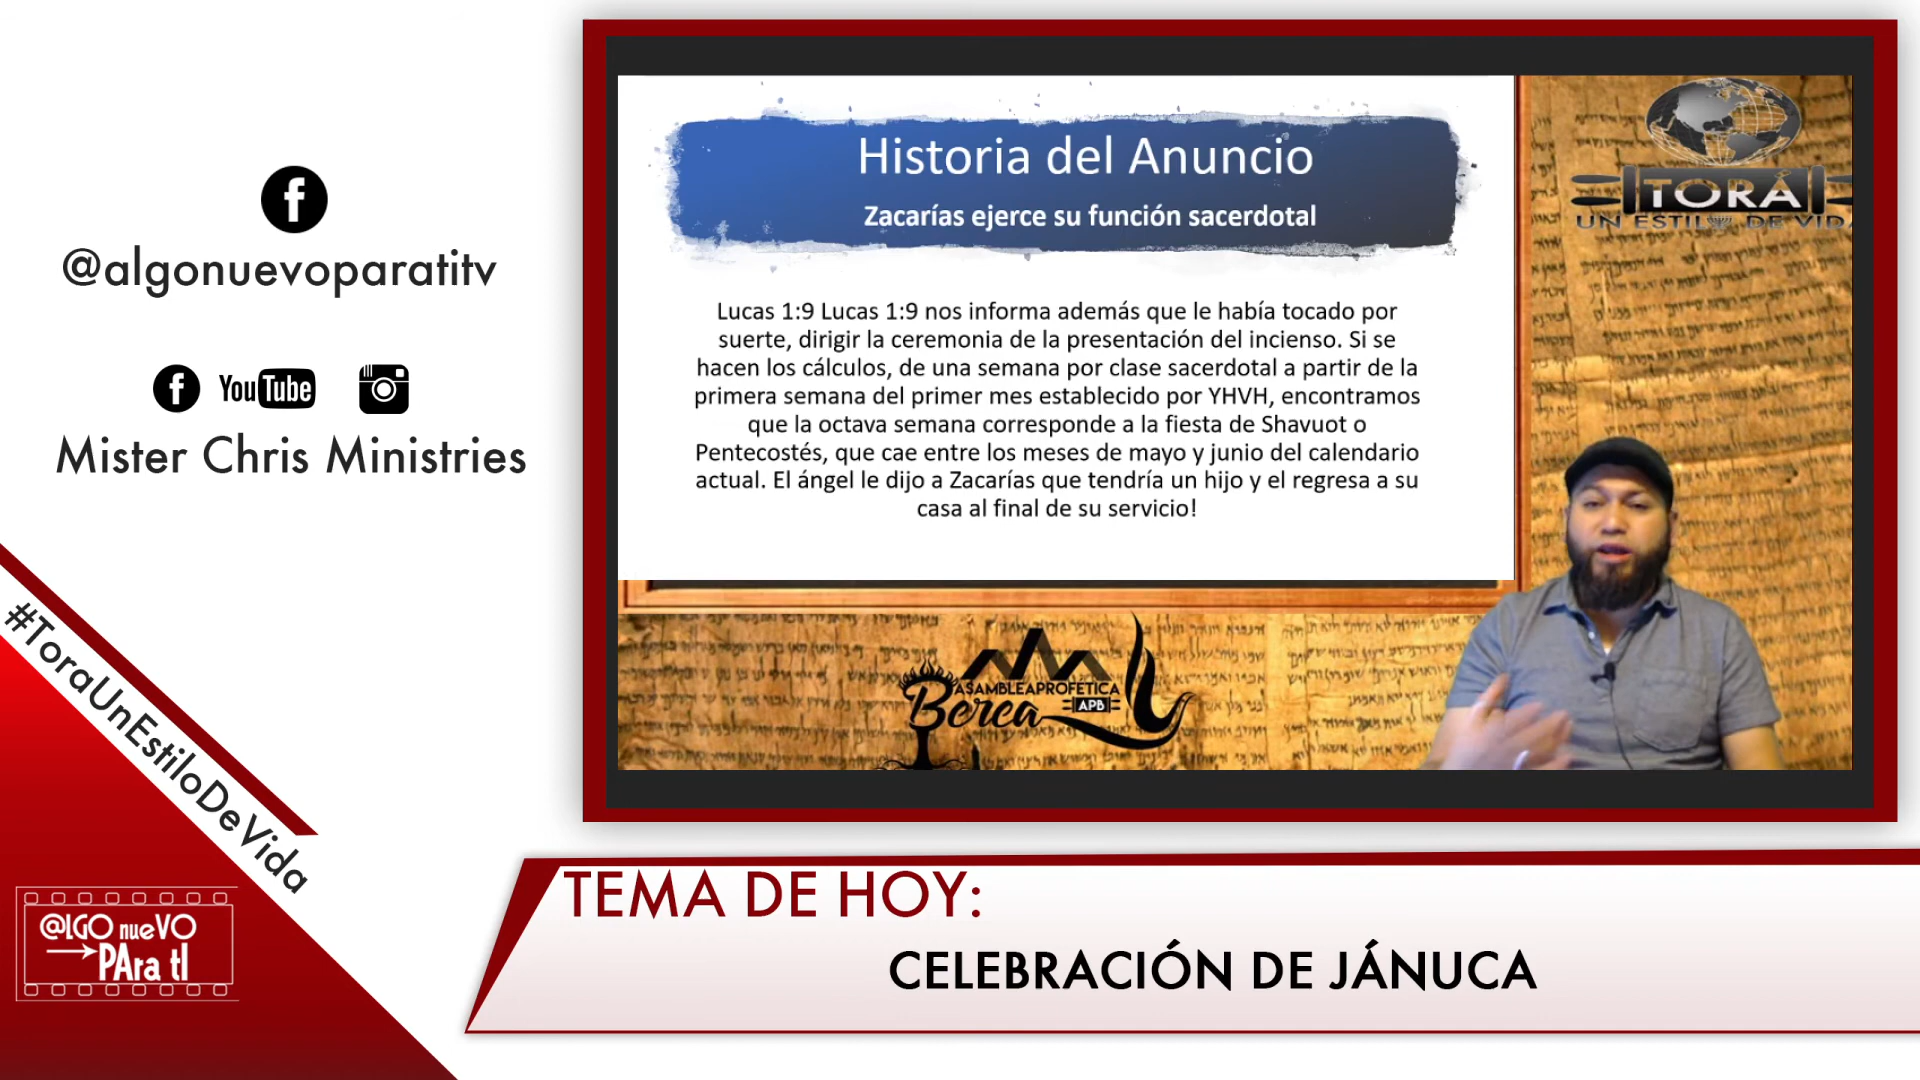 @algonuevoparatitv
YouTube
Mister Chris Ministries
#ToraUnEstiloDeVida
@LGO nueVO
PAra tI
Historia del Anuncio
Zacarías ejerce su función sacerdotal
Lucas 1:9 Lucas 1:9 nos informa además que le había tocado por
suerte, dirigir la ceremonia de la presentación del incienso. Si se
hacen los cálculos, de una semana por clase sacerdotal a partir de la
primera semana del primer mes establecido por YHVH, encontramos
que la octava semana corresponde a la fiesta de Shavuot o
Pentecostés, que cae entre los meses de mayo y junio del calendario
actual. El ángel le dijo a Zacarías que tendría un hijo y el regresa a su
casa al final de su servicio!
TORÁ
UN ESTILO DE VIDA
ASAMBLEAPROFETICA
APB
Berea
TEMA DE HOY:
CELEBRACIÓN DE JÁNUCA